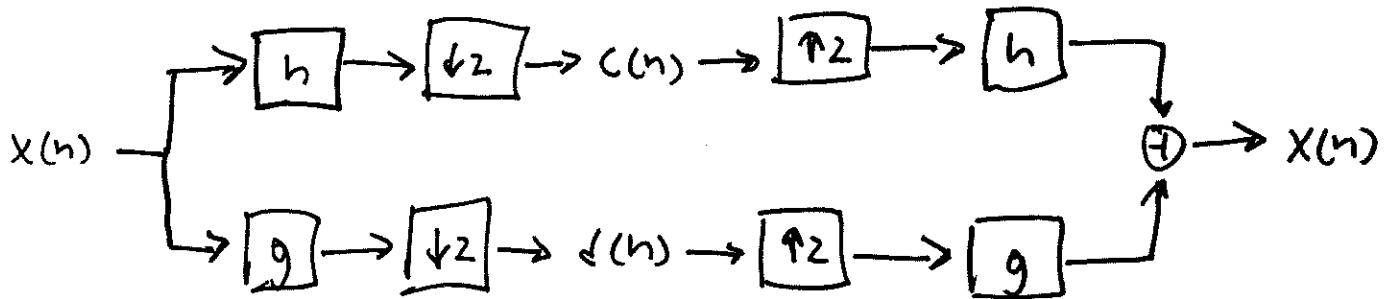 h ↓2 c(n) ↑2 h
x(n) + x(n)
g ↓2 d(n) ↑2 g